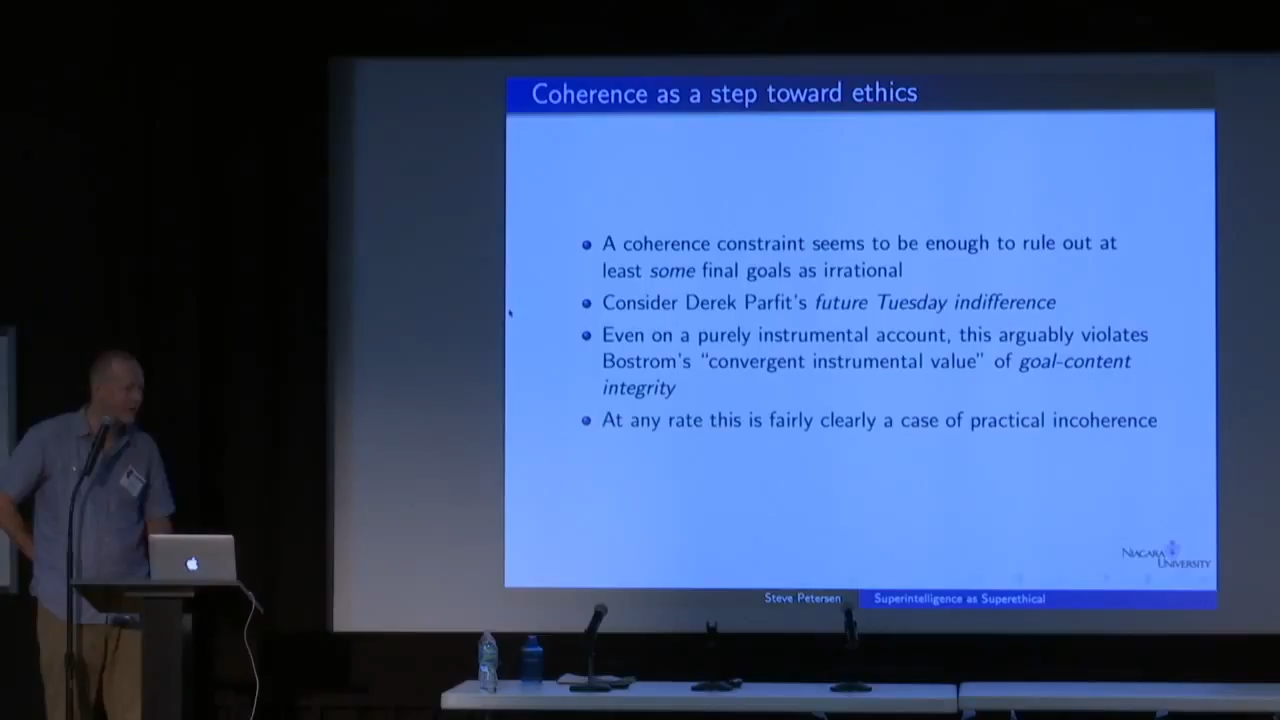 Coherence as a step toward ethics
A coherence constraint seems to be enough to rule out at
least some final goals as irrational
Consider Derek Parfit's future Tuesday indifference
Even on a purely instrumental account, this arguably violates
Bostrom's “convergent instrumental value” of goal-content
integrity
At any rate this is fairly clearly a case of practical incoherence
NIAGARA
UNIVERSITY
Steve Petersen
Superintelligence as Superethical